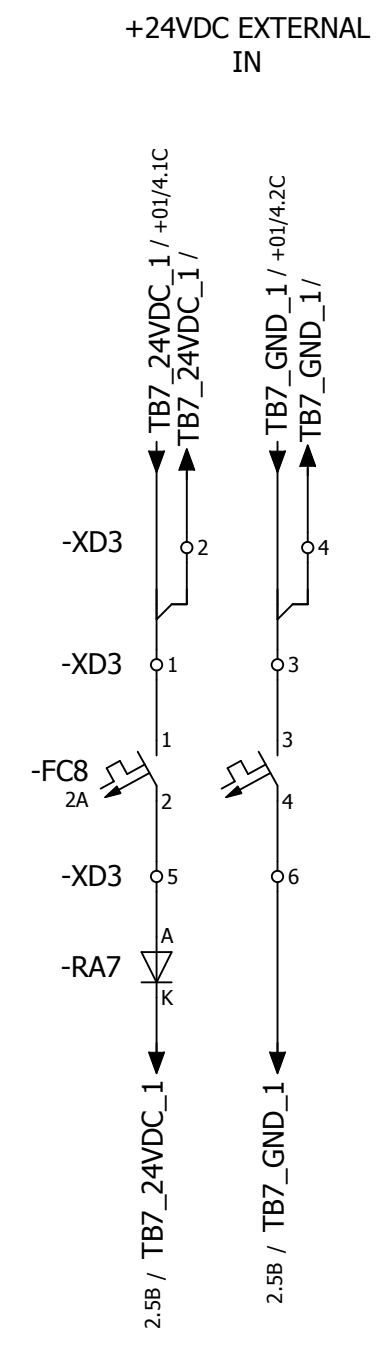 +24VDC EXTERNAL
IN
TB7_24VDC_1 / +01/4.1C
TB7_24VDC_1 /
TB7_GND_1 / +01/4.2C
TB7_GND_1 /
-XD3 2 4
-XD3 1 3
1 3
-FC8
2A 2 4
-XD3 5 6
A
-RA7
K
2.5B / TB7_24VDC_1
2.5B / TB7_GND_1